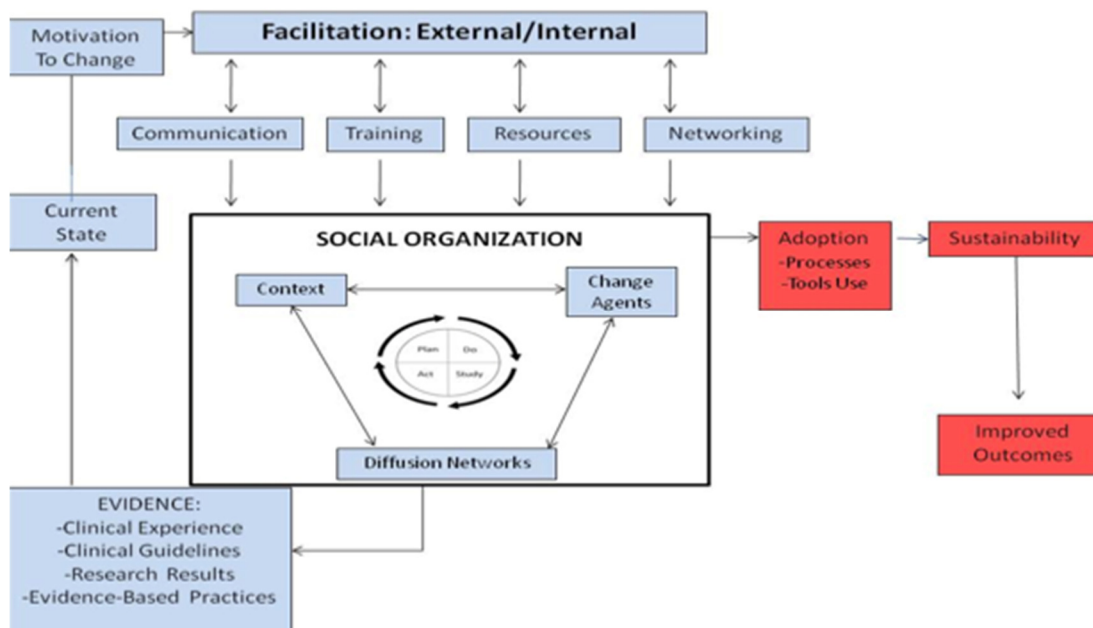 Motivation
To Change
Facilitation: External/Internal
Communication
Training
Resources
Networking
Current
State
SOCIAL ORGANIZATION
Context
Change
Agents
Plan
Do
Act
Study
Diffusion Networks
Adoption
-Processes
-Tools Use
Sustainability
Improved
Outcomes
EVIDENCE:
-Clinical Experience
-Clinical Guidelines
-Research Results
-Evidence-Based Practices